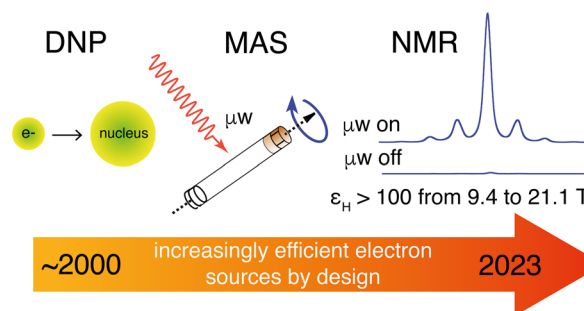 DNP
MAS
NMR
e-
nucleus
μw
μw on
μw off
εH > 100 from 9.4 to 21.1 T
~2000
increasingly efficient electron
sources by design
2023